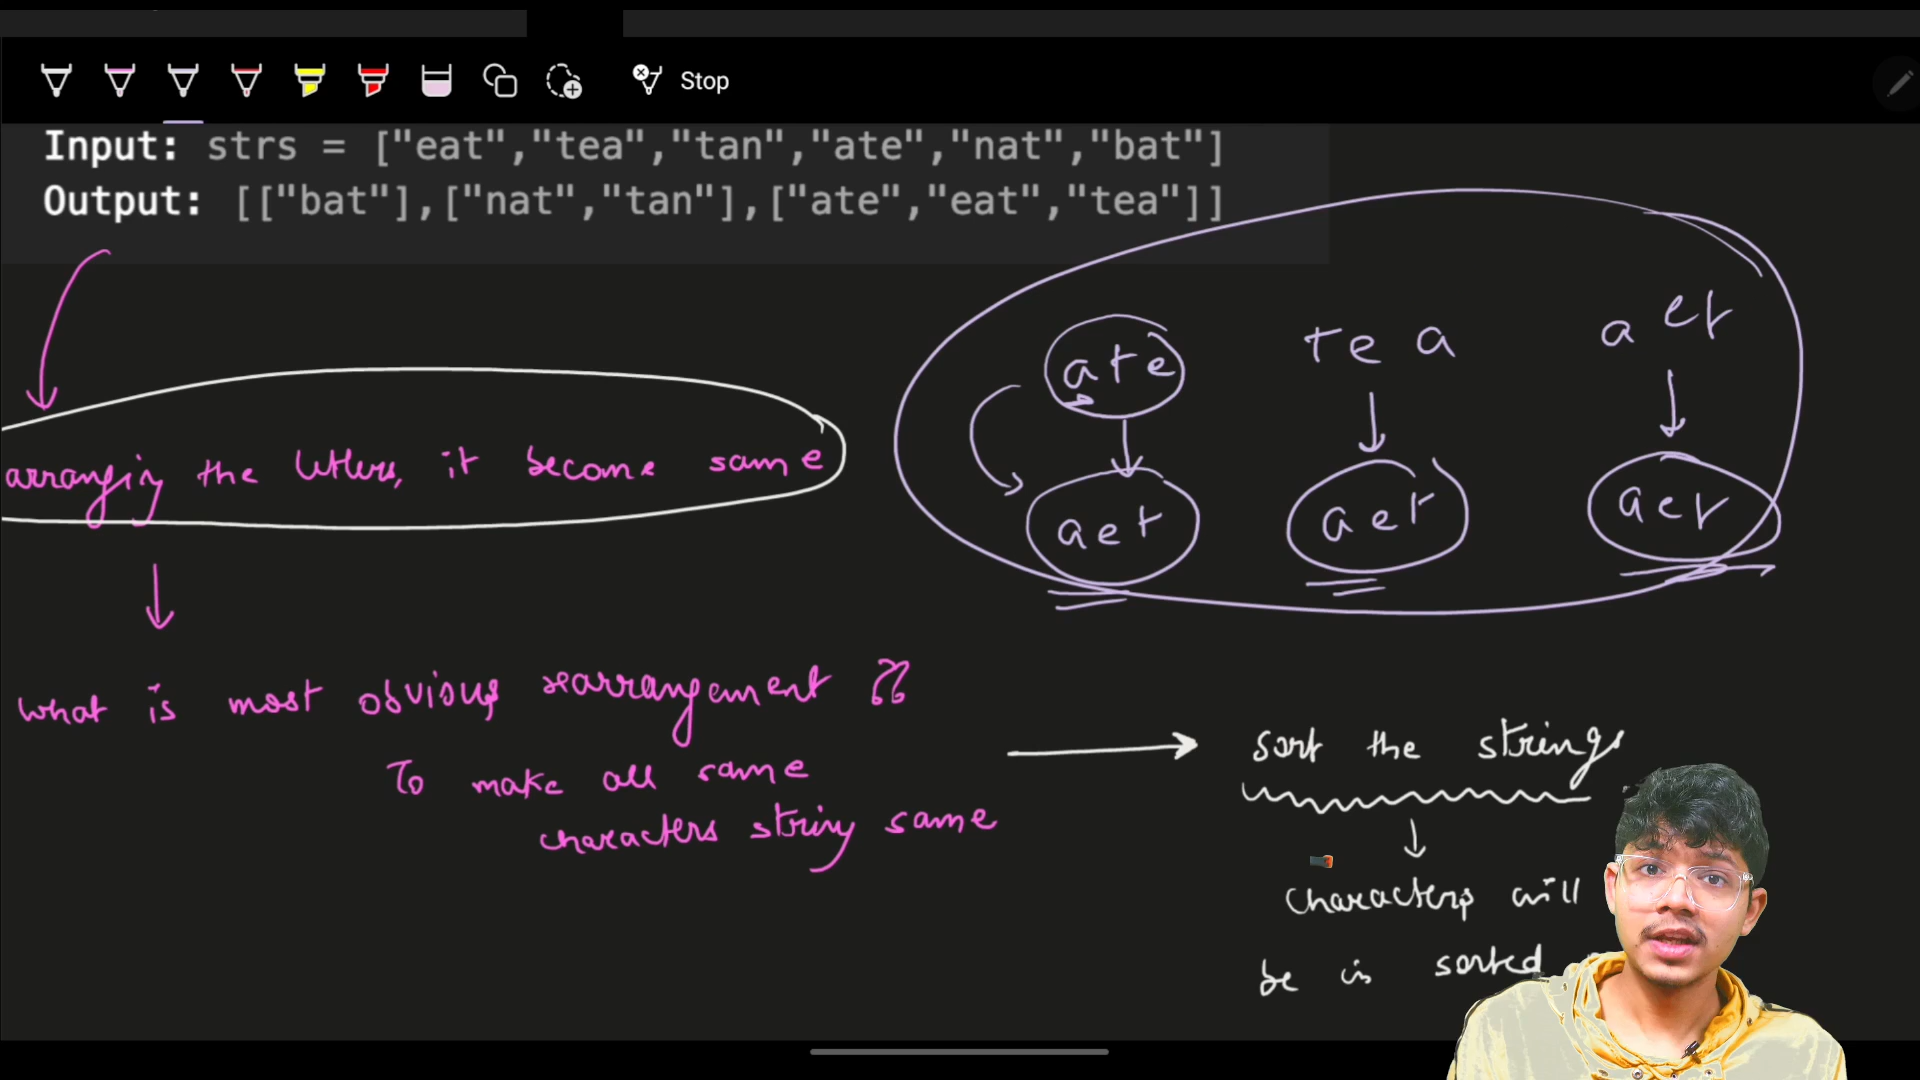 Stop
Input: strs = ["eat","tea","tan","ate","nat","bat"]
Output: [["bat"],["nat","tan"],["ate","eat","tea"]]
ate tea aet
aet aet aet
arranging the letters, it become same
what is most obvious rearrangement ??
To make all same
characters string same
sort the strings
characters will
be in sorted